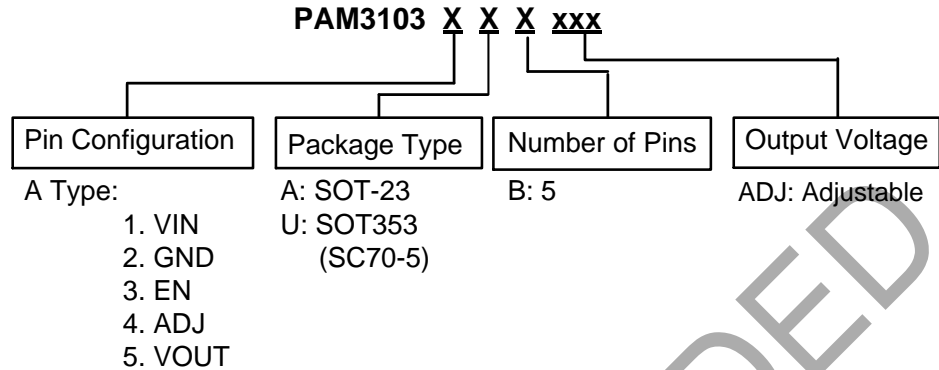 PAM3103 X X X xxx
Pin Configuration
Package Type
Number of Pins
Output Voltage
A Type:
1. VIN
2. GND
3. EN
4. ADJ
5. VOUT
A: SOT-23
U: SOT353
(SC70-5)
B: 5
ADJ: Adjustable
DED